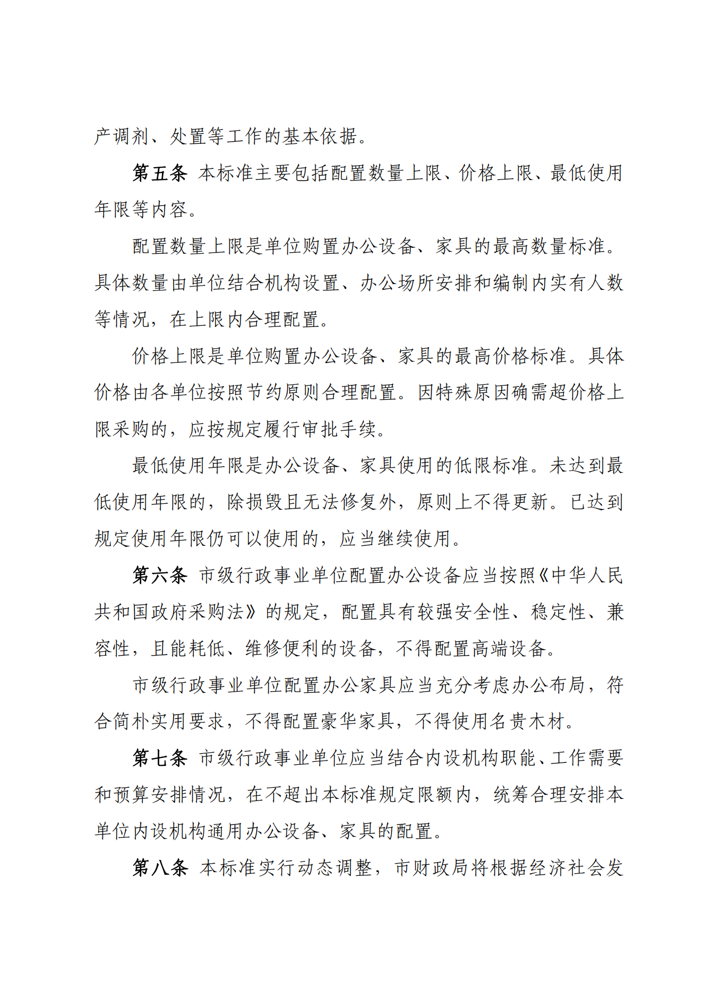 产调剂、处置等工作的基本依据。
第五条 本标准主要包括配置数量上限、价格上限、最低使用
年限等内容。
配置数量上限是单位购置办公设备、家具的最高数量标准。
具体数量由单位结合机构设置、办公场所安排和编制内实有人数
等情况，在上限内合理配置。
价格上限是单位购置办公设备、家具的最高价格标准。具体
价格由各单位按照节约原则合理配置。因特殊原因确需超价格上
限采购的，应按规定履行审批手续。
最低使用年限是办公设备、家具使用的低限标准。未达到最
低使用年限的，除损毁且无法修复外，原则上不得更新。已达到
规定使用年限仍可以使用的，应当继续使用。
第六条 市级行政事业单位配置办公设备应当按照《中华人民
共和国政府采购法》的规定，配置具有较强安全性、稳定性、兼
容性，且能耗低、维修便利的设备，不得配置高端设备。
市级行政事业单位配置办公家具应当充分考虑办公布局，符
合简朴实用要求，不得配置豪华家具，不得使用名贵木材。
第七条 市级行政事业单位应当结合内设机构职能、工作需要
和预算安排情况，在不超出本标准规定限额内，统筹合理安排本
单位内设机构通用办公设备、家具的配置。
第八条 本标准实行动态调整，市财政局将根据经济社会发